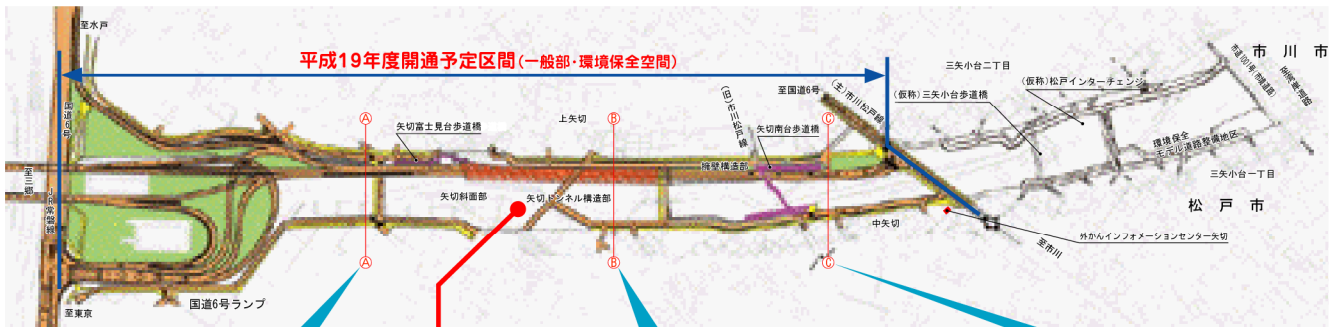 至水戸
平成19年度開通予定区間(一般部・環境保全空間)
市川市
三矢小台二丁目
(仮称)松戸インターチェンジ
(仮称)三矢小台歩道橋
至国道6号
(主)市川松戸線
(旧)市川松戸線
国道6号
Ⓐ
矢切富士見台歩道橋
上矢切
Ⓑ
矢切南台歩道橋
Ⓒ
擁壁構造部
環境保全
モデル道路整備地区
三矢小台一丁目
至三郷
JR常磐線
矢切斜面部
矢切トンネル構造部
中矢切
松戸市
外かんインフォメーションセンター矢切
至市川
Ⓐ
Ⓑ
Ⓒ
国道6号ランプ
至東京